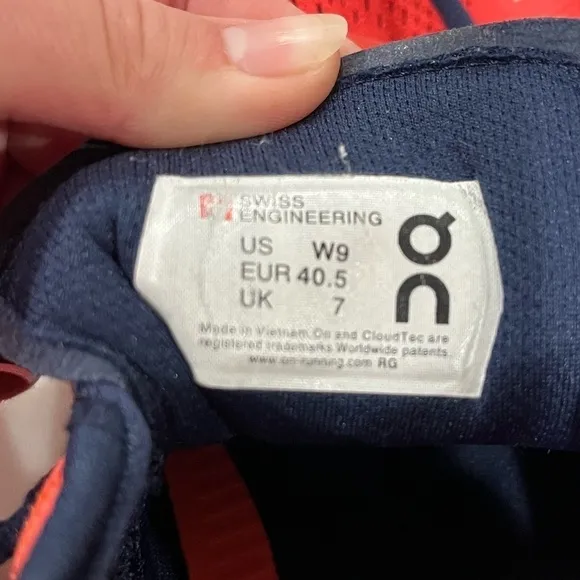 SWISS
ENGINEERING
US W9
EUR 40.5
UK 7
Made in Vietnam. On and CloudTec are
registered trademarks Worldwide patents.
www.on-running.com RG
On